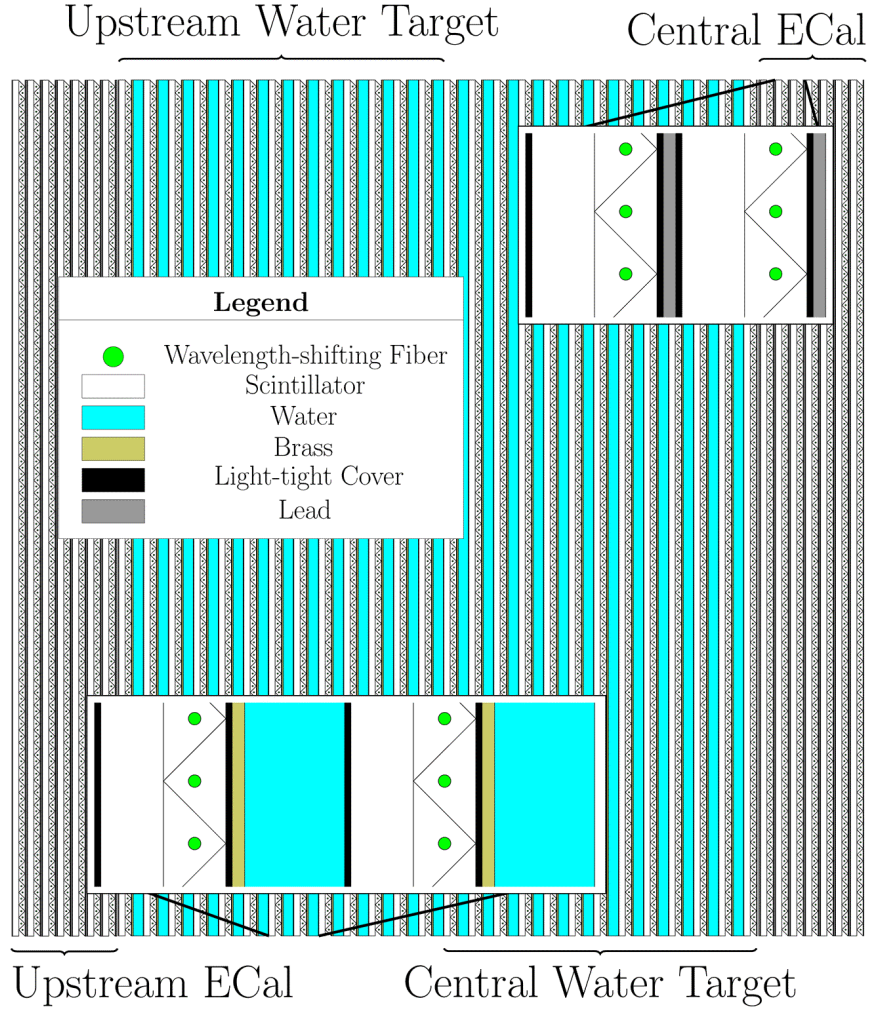 Upstream Water Target
Central ECal
Legend
Wavelength-shifting Fiber
Scintillator
Water
Brass
Light-tight Cover
Lead
Upstream ECal
Central Water Target